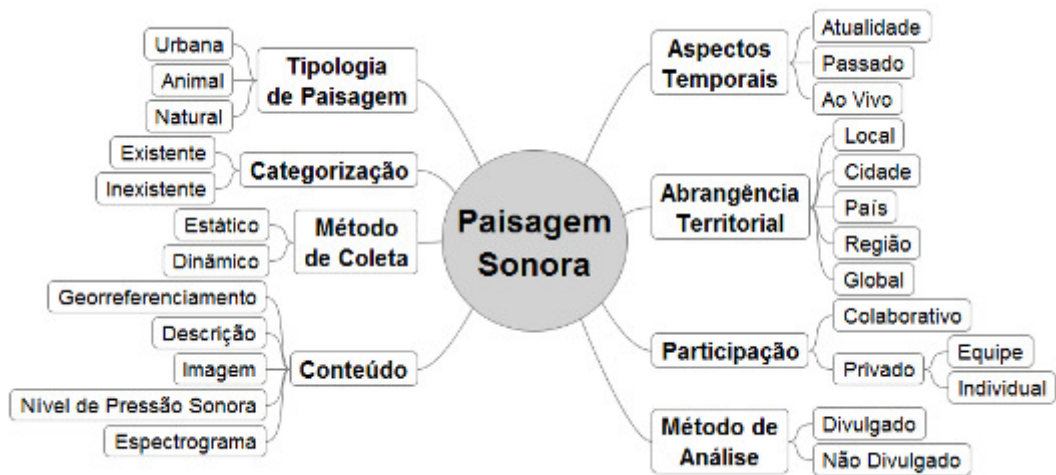 Paisagem
Sonora
Tipologia
de Paisagem
Urbana
Animal
Natural
Categorização
Existente
Inexistente
Método
de Coleta
Estático
Dinâmico
Conteúdo
Georreferenciamento
Descrição
Imagem
Nível de Pressão Sonora
Espectrograma
Aspectos
Temporais
Atualidade
Passado
Ao Vivo
Abrangência
Territorial
Local
Cidade
País
Região
Global
Participação
Colaborativo
Privado
Equipe
Individual
Método de
Análise
Divulgado
Não Divulgado